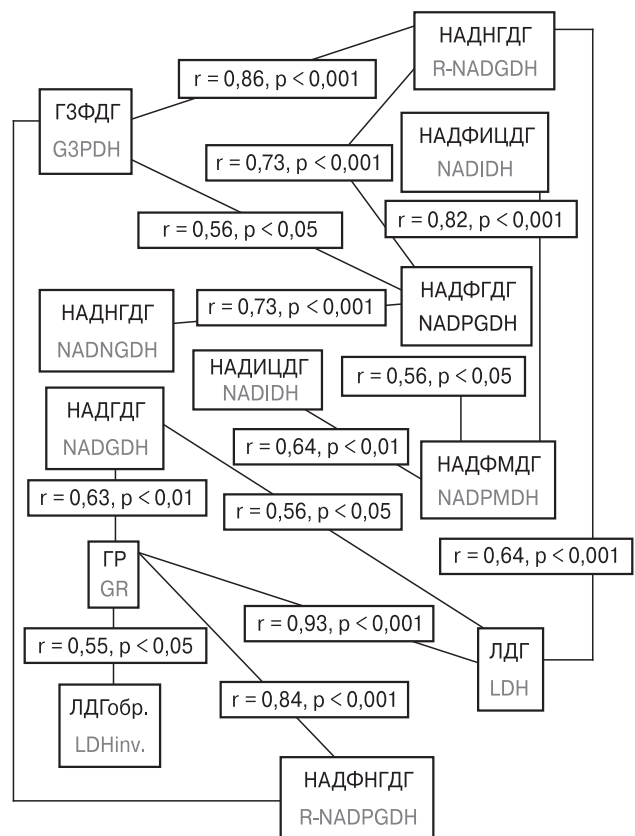 НАДНГДГ
R-NADGDH
r = 0,86, p < 0,001
ГЗФДГ
G3PDH
НАДФИЦДГ
NADIDH
r = 0,73, p < 0,001
r = 0,82, p < 0,001
r = 0,56, p < 0,05
НАДФГДГ
NADPGDH
НАДНГДГ
NADNGDH
r = 0,73, p < 0,001
НАДИЦДГ
NADIDH
r = 0,56, p < 0,05
НАДГДГ
NADGDH
r = 0,64, p < 0,01
НАДФМДГ
NADPMDH
r = 0,63, p < 0,01
r = 0,56, p < 0,05
r = 0,64, p < 0,001
ГР
GR
r = 0,93, p < 0,001
r = 0,55, p < 0,05
ЛДГ
LDH
ЛДГобр.
LDHinv.
r = 0,84, p < 0,001
НАДФНГДГ
R-NADPGDH